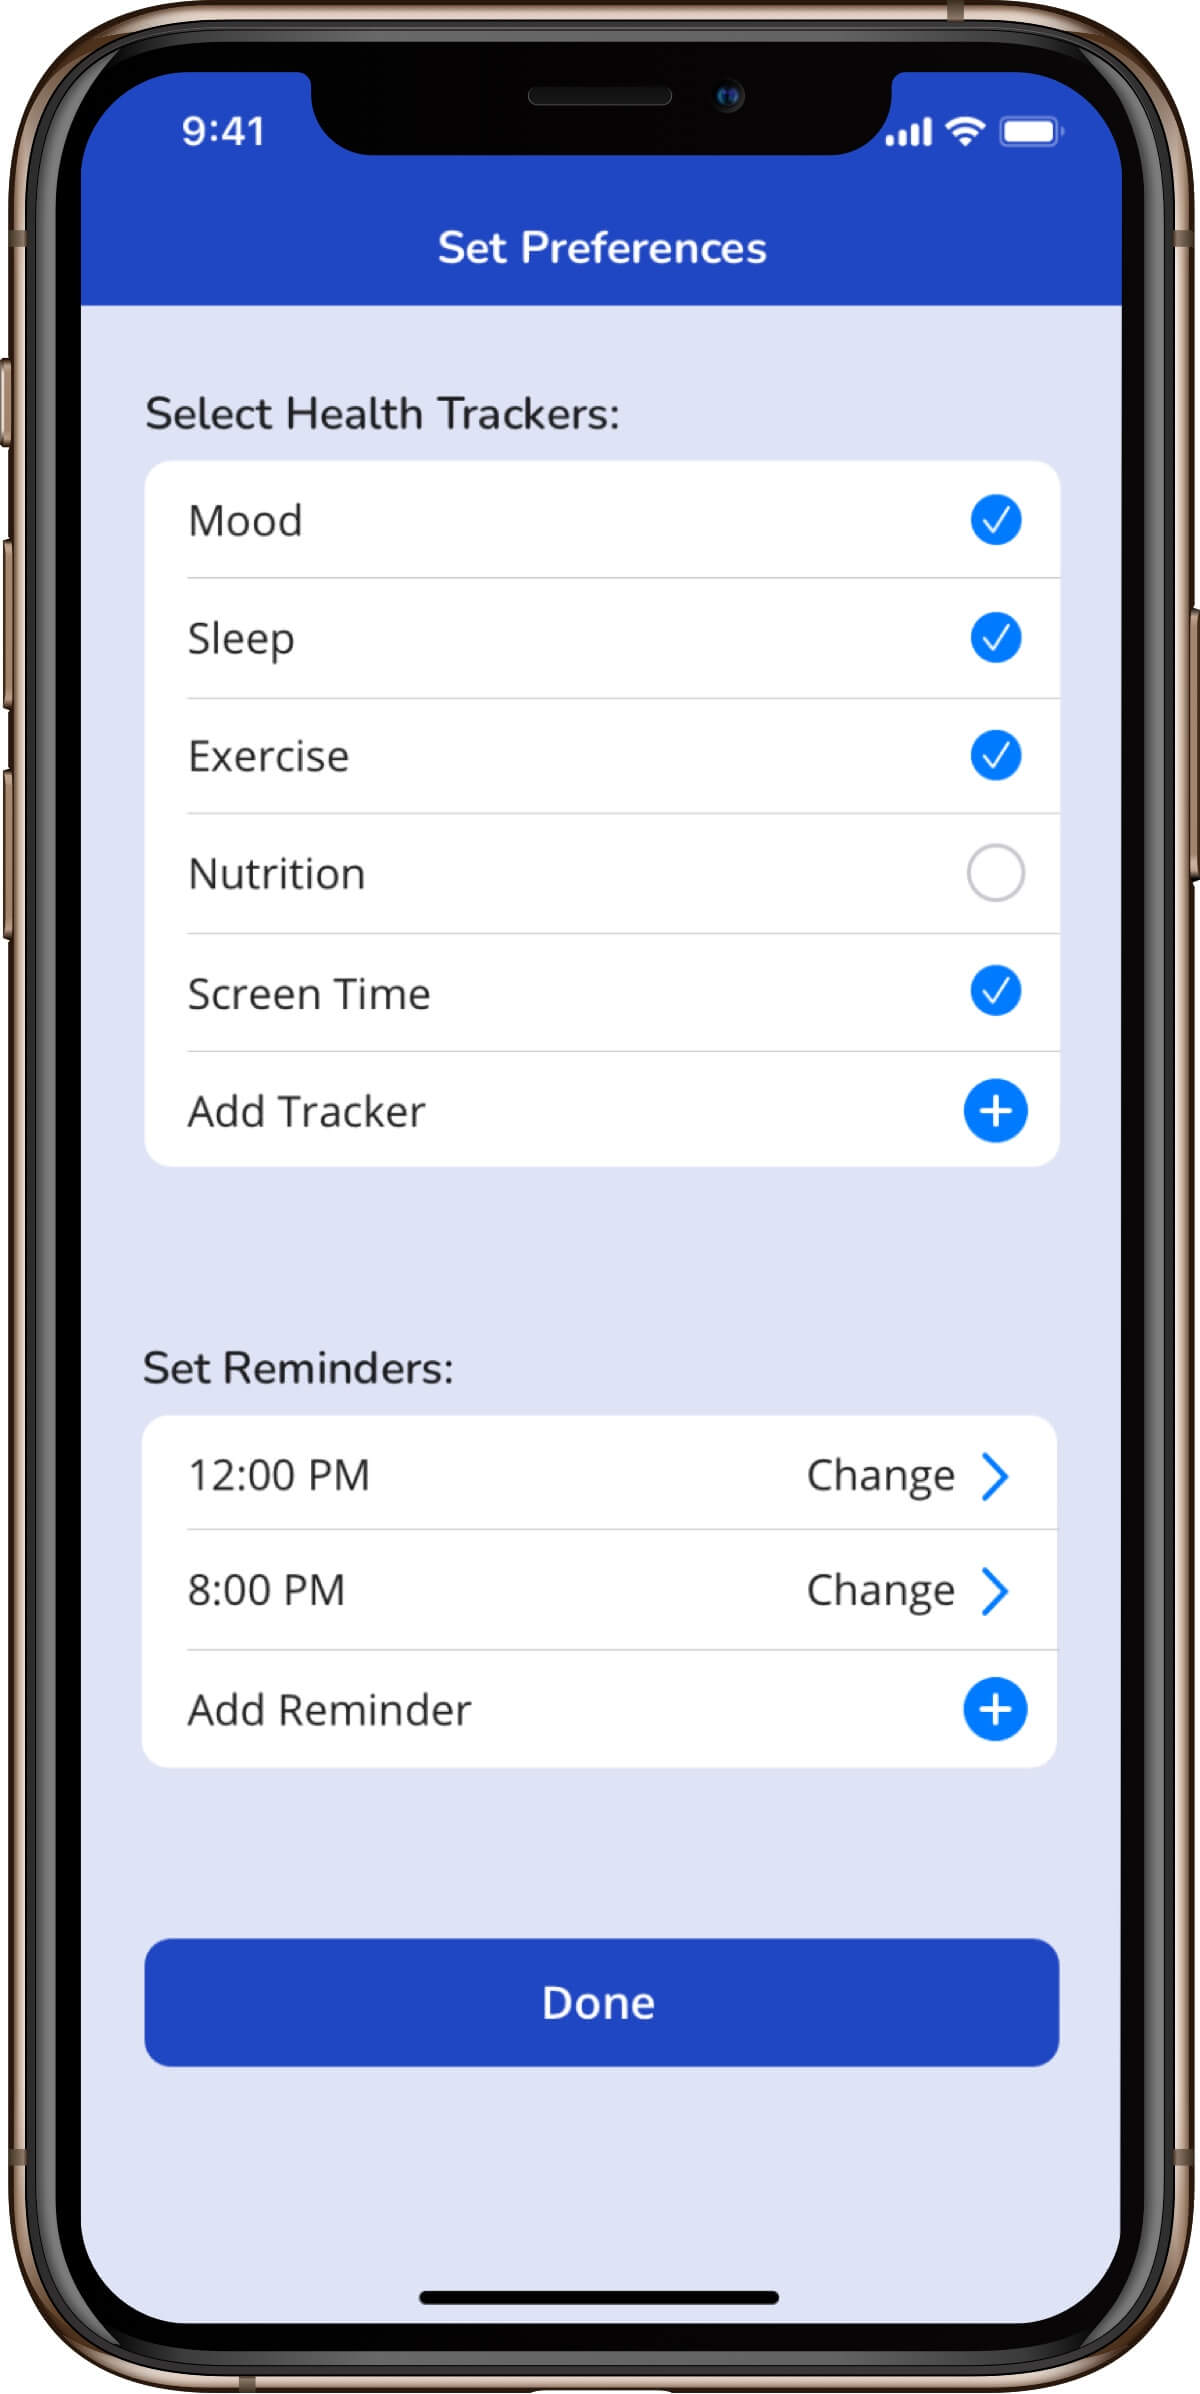 9:41
Set Preferences
Select Health Trackers:
Mood
Sleep
Exercise
Nutrition
Screen Time
Add Tracker
Set Reminders:
12:00 PM Change
8:00 PM Change
Add Reminder
Done